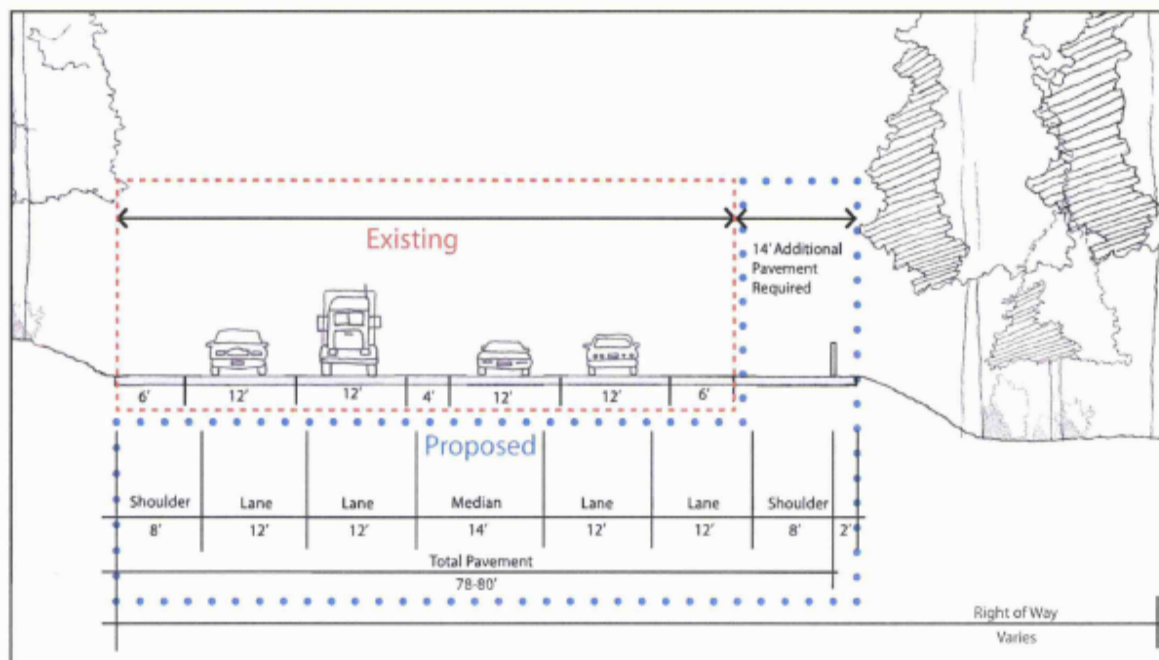 Existing
14' Additional
Pavement
Required
6' 12' 12' 4' 12' 12' 6'
Proposed
Shoulder Lane Lane Median Lane Lane Shoulder
8' 12' 12' 14' 12' 12' 8' 2'
Total Pavement
78-80'
Right of Way
Varies